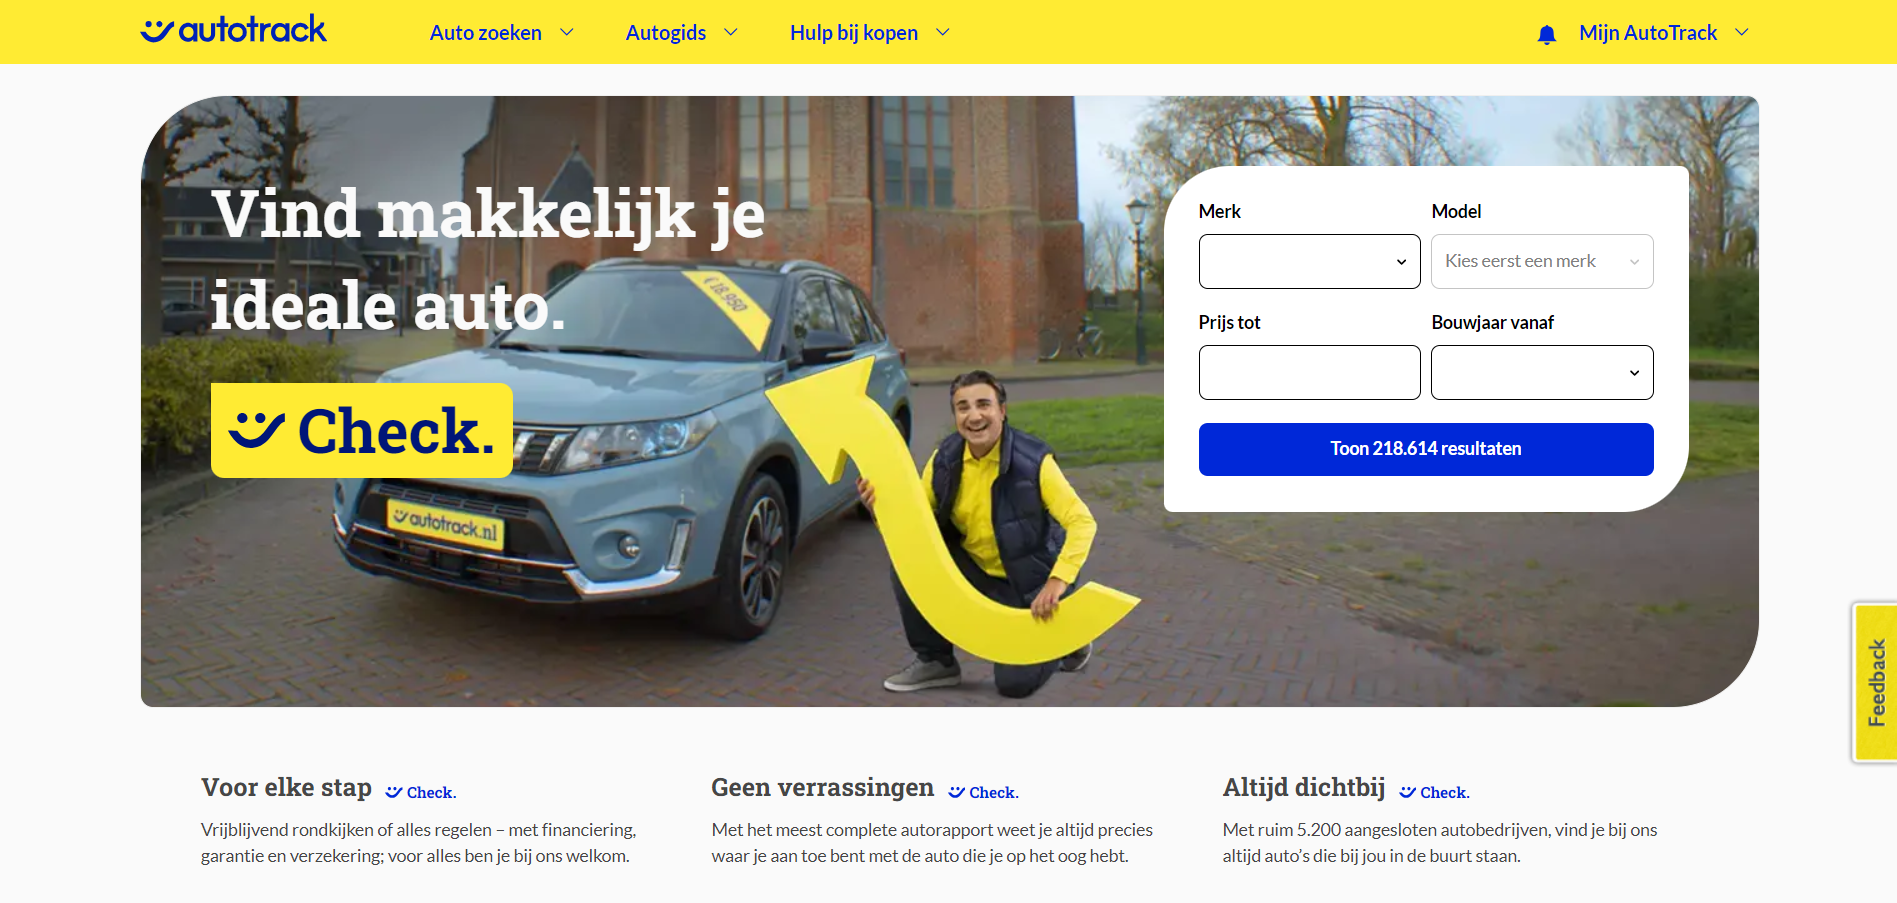 autotrack
Auto zoeken
Autogids
Hulp bij kopen
Mijn AutoTrack
Vind makkelijk je
ideale auto.
Check.
€ 18.950
autotrack.nl
Merk
Model
Kies eerst een merk
Prijs tot
Bouwjaar vanaf
Toon 218.614 resultaten
Feedback
Voor elke stap Check.
Vrijblijvend rondkijken of alles regelen – met financiering,
garantie en verzekering; voor alles ben je bij ons welkom.
Geen verrassingen Check.
Met het meest complete autorapport weet je altijd precies
waar je aan toe bent met de auto die je op het oog hebt.
Altijd dichtbij Check.
Met ruim 5.200 aangesloten autobedrijven, vind je bij ons
altijd auto’s die bij jou in de buurt staan.